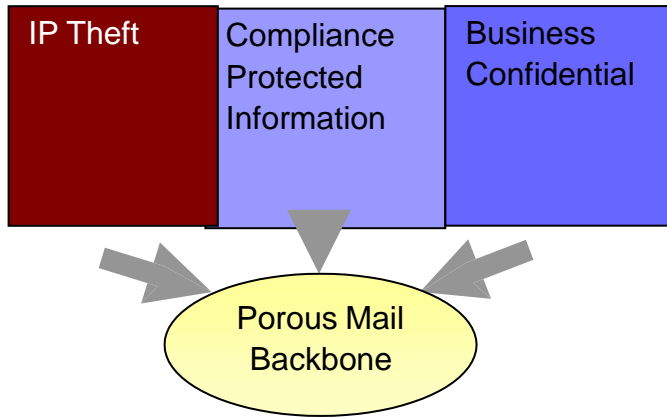 IP Theft
Compliance
Protected
Information
Business
Confidential
Porous Mail
Backbone